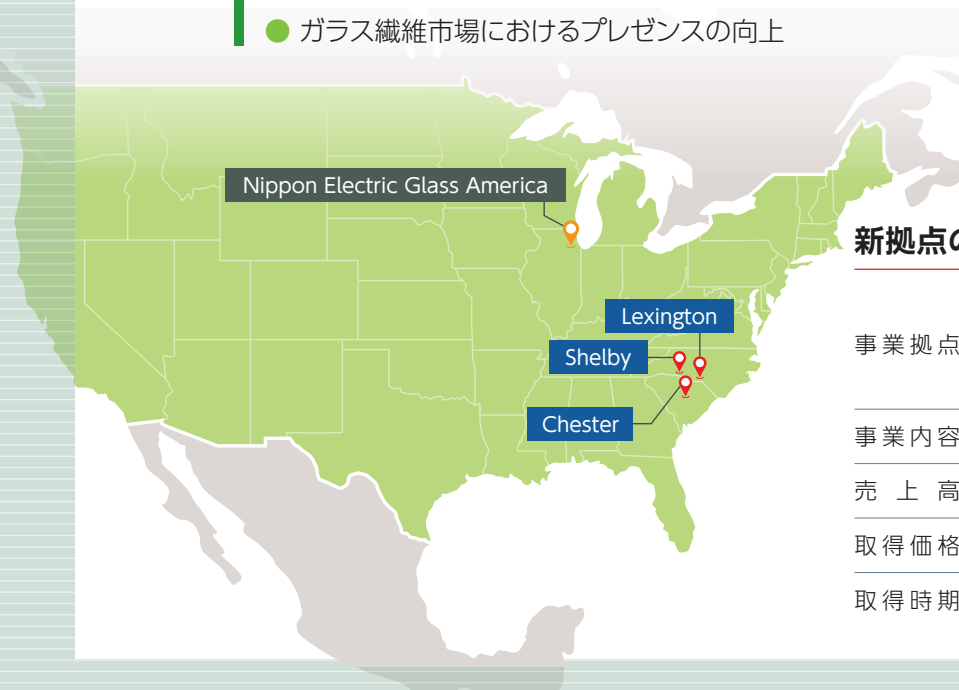 ガラス繊維市場におけるプレゼンスの向上
Nippon Electric Glass America
新拠点の
Lexington
Shelby
事業拠点
Chester
事業内容
売上高
取得価格
取得時期